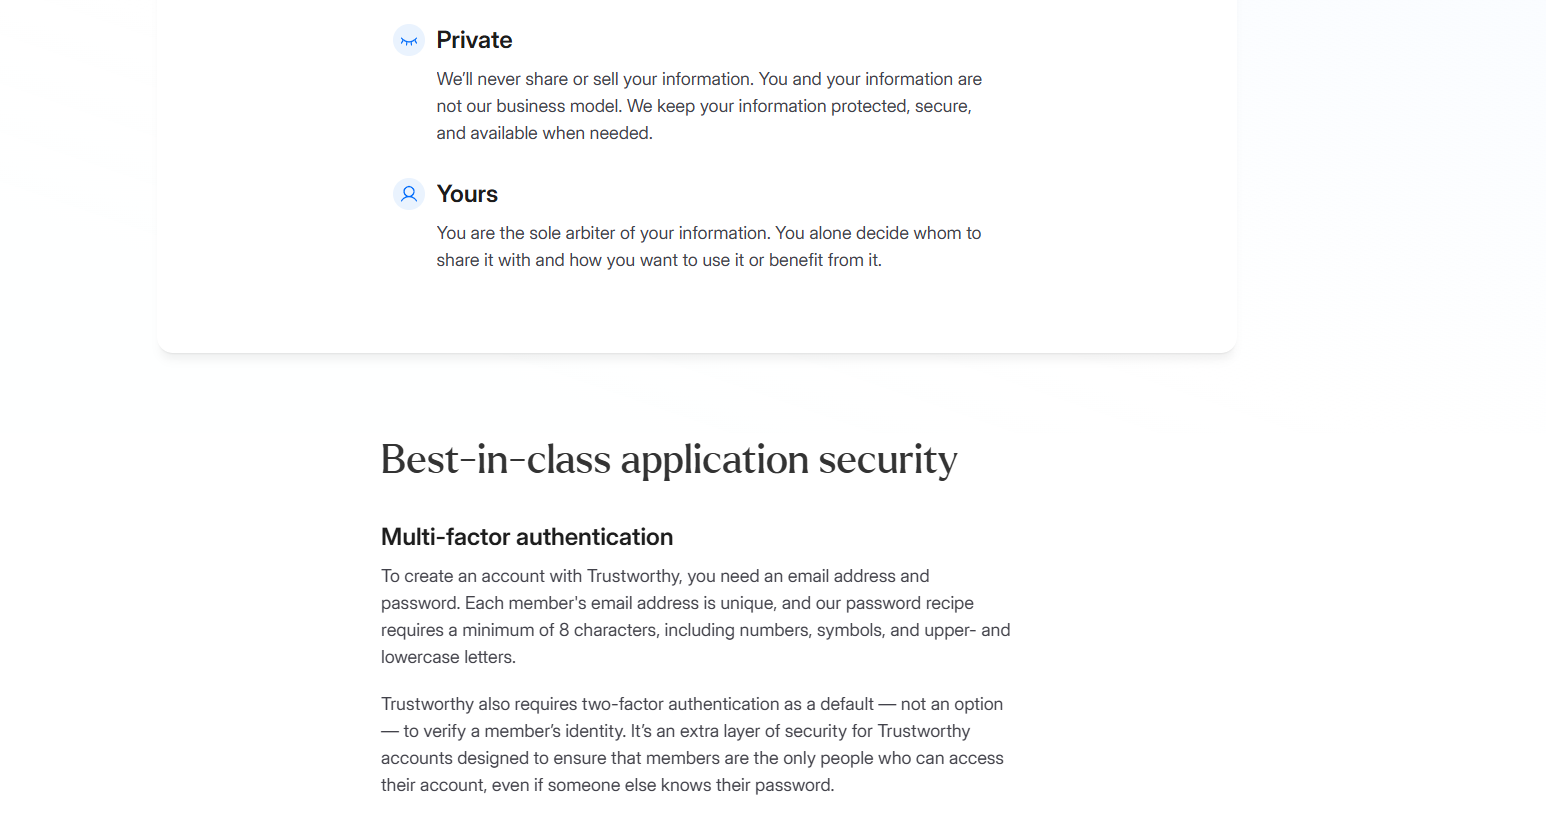 Private
We’ll never share or sell your information. You and your information are
not our business model. We keep your information protected, secure,
and available when needed.
Yours
You are the sole arbiter of your information. You alone decide whom to
share it with and how you want to use it or benefit from it.
Best-in-class application security
Multi-factor authentication
To create an account with Trustworthy, you need an email address and
password. Each member's email address is unique, and our password recipe
requires a minimum of 8 characters, including numbers, symbols, and upper- and
lowercase letters.
Trustworthy also requires two-factor authentication as a default — not an option
— to verify a member’s identity. It’s an extra layer of security for Trustworthy
accounts designed to ensure that members are the only people who can access
their account, even if someone else knows their password.